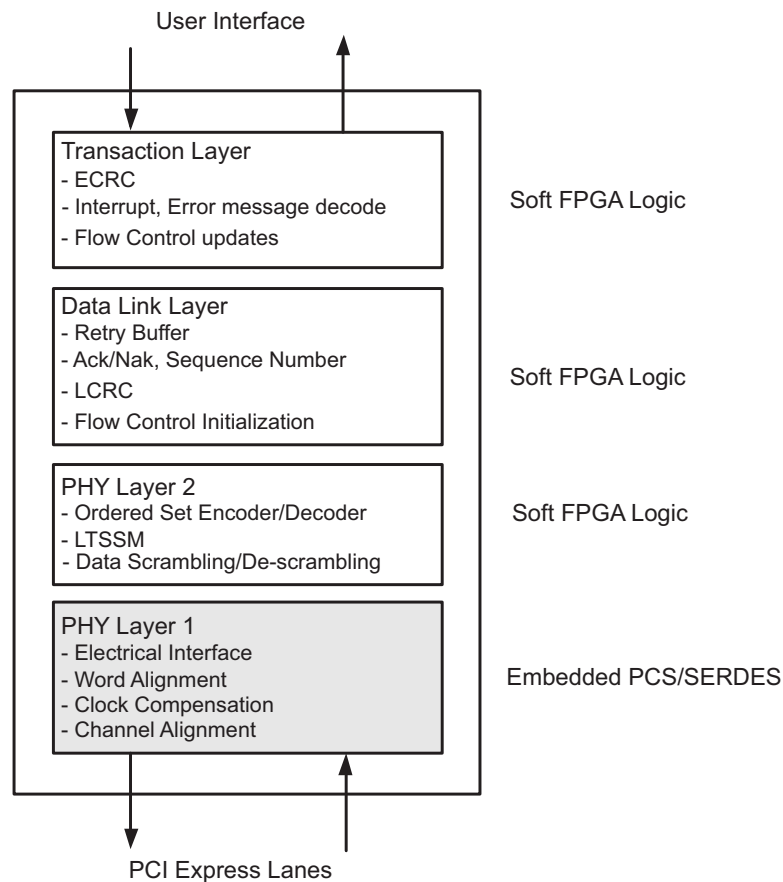 User Interface
Transaction Layer
- ECRC
- Interrupt, Error message decode
- Flow Control updates
Soft FPGA Logic
Data Link Layer
- Retry Buffer
- Ack/Nak, Sequence Number
- LCRC
- Flow Control Initialization
Soft FPGA Logic
PHY Layer 2
- Ordered Set Encoder/Decoder
- LTSSM
- Data Scrambling/De-scrambling
Soft FPGA Logic
PHY Layer 1
- Electrical Interface
- Word Alignment
- Clock Compensation
- Channel Alignment
Embedded PCS/SERDES
PCI Express Lanes